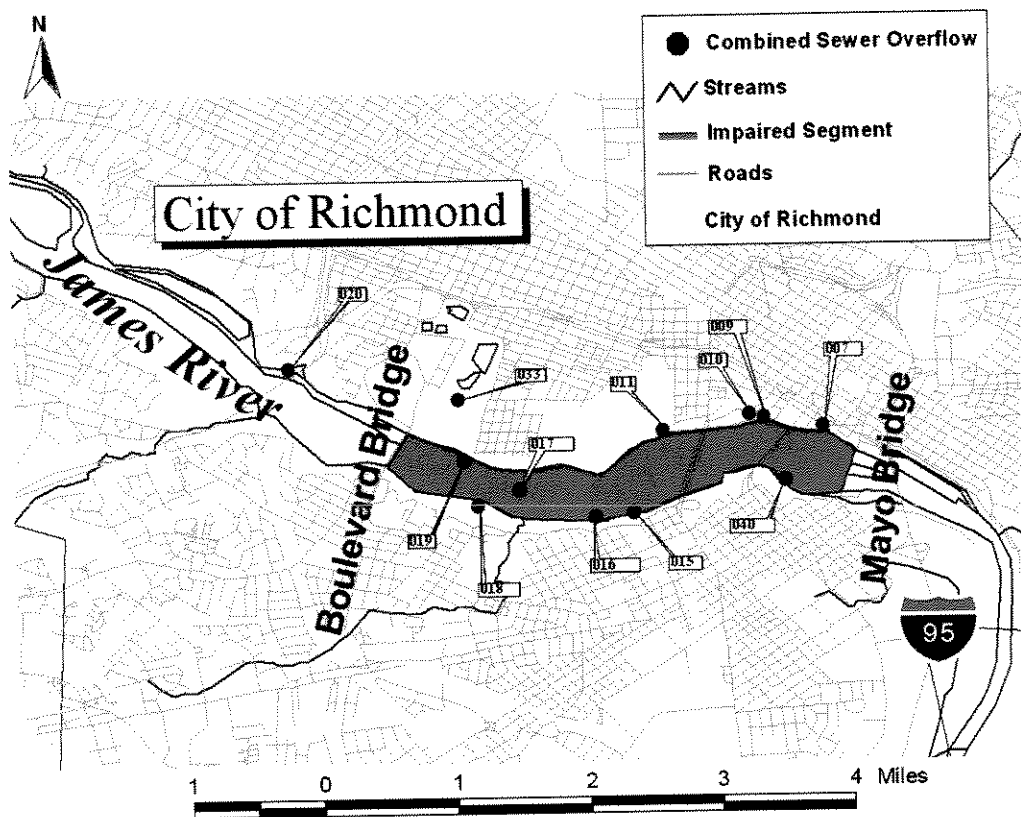 N
Combined Sewer Overflow
Streams
Impaired Segment
Roads
City of Richmond
City of Richmond
James River
020
033
009
010
007
011
017
Boulevard Bridge
Mayo Bridge
019
018
016
015
040
95
1 0 1 2 3 4 Miles